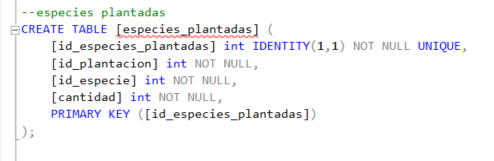 --especies plantadas
CREATE TABLE [especies_plantadas] (
[id_especies_plantadas] int IDENTITY(1,1) NOT NULL UNIQUE,
[id_plantacion] int NOT NULL,
[id_especie] int NOT NULL,
[cantidad] int NOT NULL,
PRIMARY KEY ([id_especies_plantadas])
);